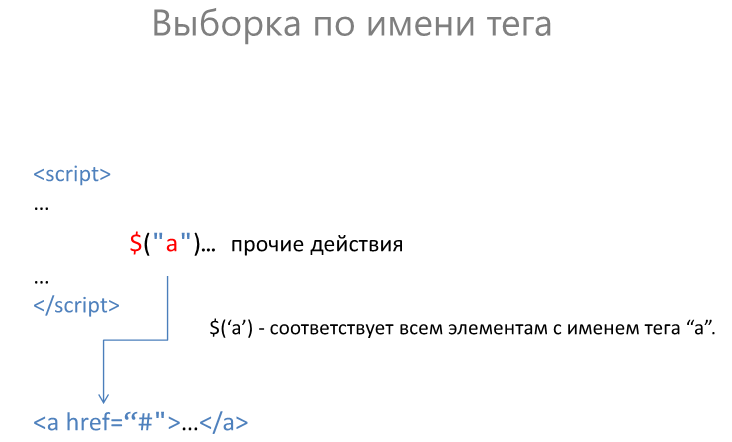 Выборка по имени тега
<script>
…
$("a")… прочие действия
…
</script>
$(‘a’) - соответствует всем элементам с именем тега “a”.
<a href=“#">…</a>